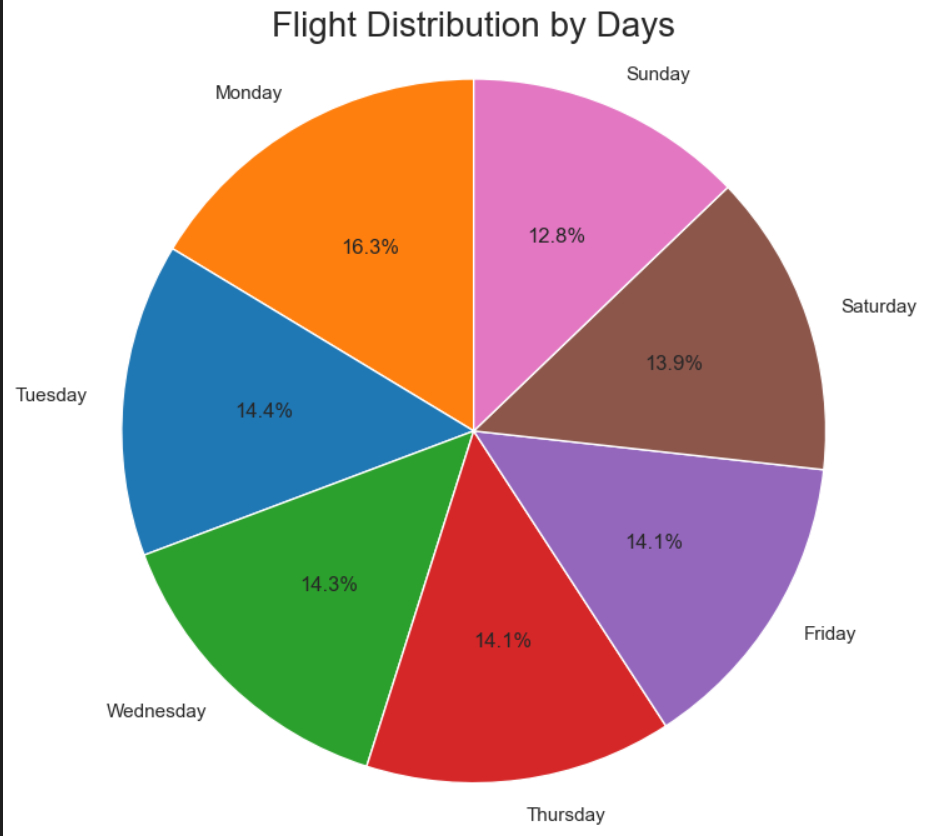 Flight Distribution by Days
Sunday
Monday
16.3%
12.8%
Saturday
13.9%
Tuesday
14.4%
14.1%
14.3%
Friday
14.1%
Wednesday
Thursday